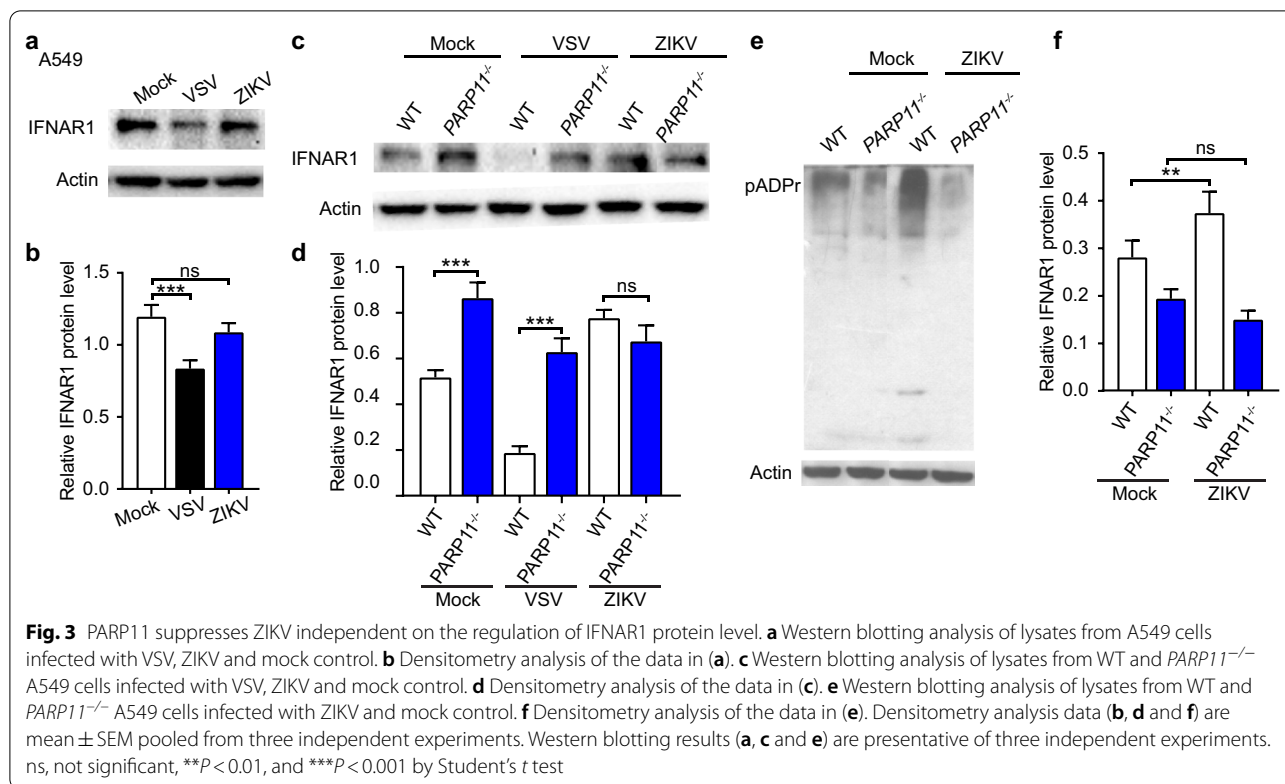 a
A549
Mock VSV ZIKV
IFNAR1
Actin
b
Relative IFNAR1 protein level
1.5
1.0
0.5
0.0
ns
***
Mock VSV ZIKV
c
Mock VSV ZIKV
WT PARP11-/- WT PARP11-/- WT PARP11-/-
IFNAR1
Actin
d
Relative IFNAR1 protein level
1.0
0.8
0.6
0.4
0.2
0.0
***
***
ns
WT PARP11-/- WT PARP11-/- WT PARP11-/-
Mock VSV ZIKV
e
Mock ZIKV
WT PARP11-/- WT PARP11-/-
pADPr
Actin
f
Relative IFNAR1 protein level
0.5
0.4
0.3
0.2
0.1
0.0
ns
**
WT PARP11-/- WT PARP11-/-
Mock ZIKV
Fig. 3 PARP11 suppresses ZIKV independent on the regulation of IFNAR1 protein level. a Western blotting analysis of lysates from A549 cells
infected with VSV, ZIKV and mock control. b Densitometry analysis of the data in (a). c Western blotting analysis of lysates from WT and PARP11−/−
A549 cells infected with VSV, ZIKV and mock control. d Densitometry analysis of the data in (c). e Western blotting analysis of lysates from WT and
PARP11−/− A549 cells infected with ZIKV and mock control. f Densitometry analysis of the data in (e). Densitometry analysis data (b, d and f) are
mean ± SEM pooled from three independent experiments. Western blotting results (a, c and e) are presentative of three independent experiments.
ns, not significant, **P < 0.01, and ***P < 0.001 by Student's t test